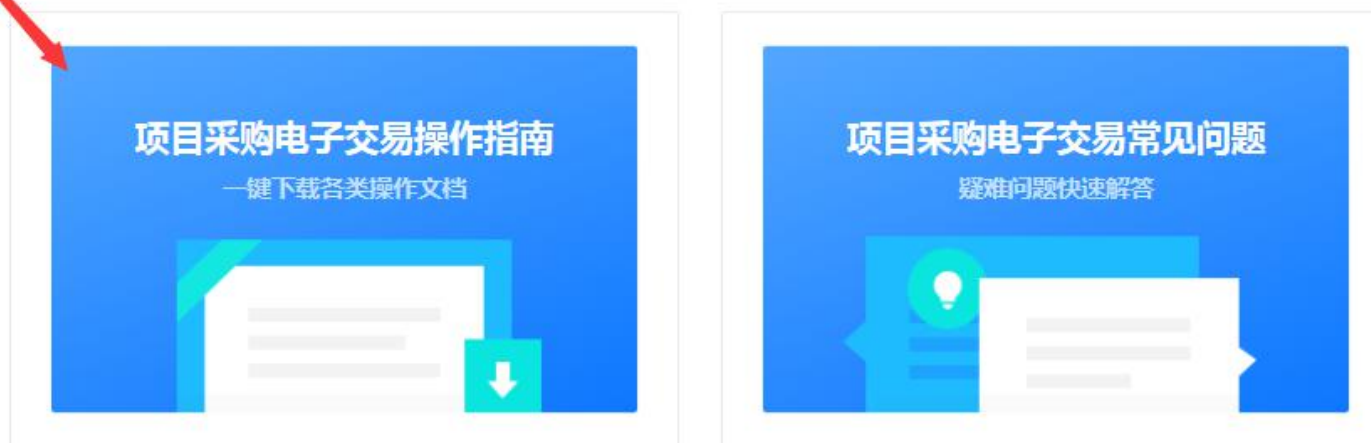 项目采购电子交易操作指南
一键下载各类操作文档
项目采购电子交易常见问题
疑难问题快速解答